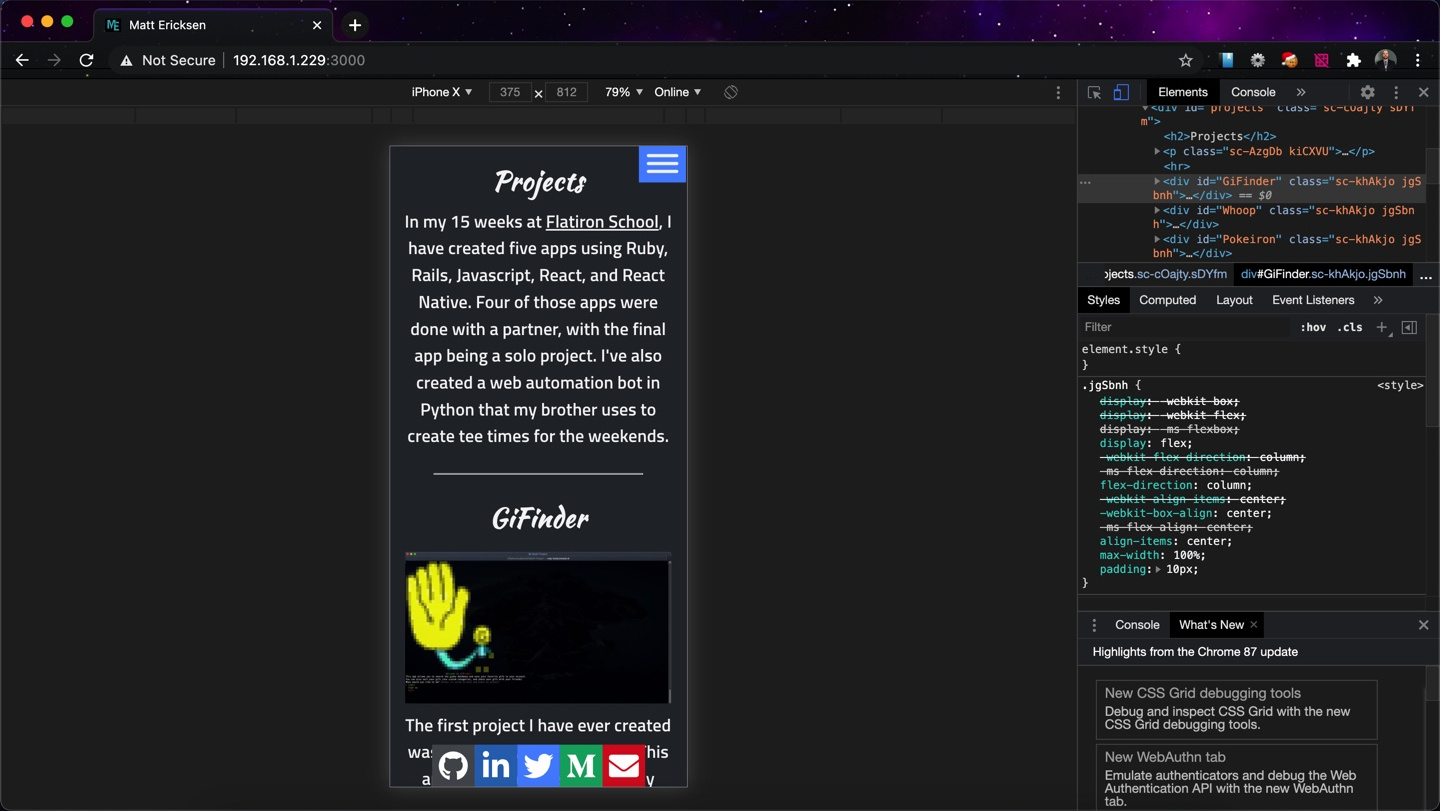 ME Matt Ericksen
Not Secure 192.168.1.229:3000
iPhone X 375 x 812 79% Online
Projects
In my 15 weeks at Flatiron School, I
have created five apps using Ruby,
Rails, Javascript, React, and React
Native. Four of those apps were
done with a partner, with the final
app being a solo project. I've also
created a web automation bot in
Python that my brother uses to
create tee times for the weekends.
GiFinder
The first project I have ever created
in
M
Elements Console »
<div id="projects" class="sc-cOajty sDYf
m">
<h2>Projects</h2>
<p class="sc-AzgDb kiCXVU">…</p>
<hr>
<div id="GiFinder" class="sc-khAkjo jgS
bnh">…</div> == $0
<div id="Whoop" class="sc-khAkjo jgSbn
h">…</div>
<div id="Pokeiron" class="sc-khAkjo jgS
bnh">…</div>
ojects.sc-cOajty.sDYfm div#GiFinder.sc-khAkjo.jgSbnh ...
Styles Computed Layout Event Listeners »
Filter :hov .cls +
element.style {
}
.jgSbnh { <style>
display: -webkit-box;
display: -webkit-flex;
display: -ms-flexbox;
display: flex;
-webkit-flex-direction: column;
-ms-flex-direction: column;
flex-direction: column;
-webkit-align-items: center;
-webkit-box-align: center;
-ms-flex-align: center;
align-items: center;
max-width: 100%;
padding: 10px;
}
Console What's New
Highlights from the Chrome 87 update
New CSS Grid debugging tools
Debug and inspect CSS Grid with the new
CSS Grid debugging tools.
New WebAuthn tab
Emulate authenticators and debug the Web
Authentication API with the new WebAuthn
tab.